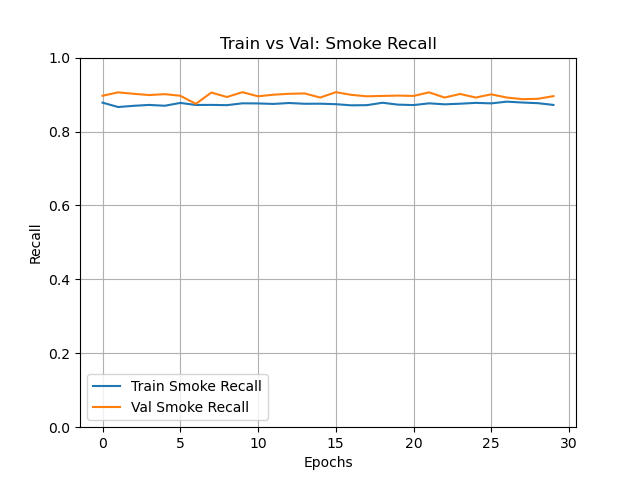 Train vs Val: Smoke Recall
1.0
0.8
0.6
0.4
0.2
0.0
Recall
Train Smoke Recall
Val Smoke Recall
0 5 10 15 20 25 30
Epochs